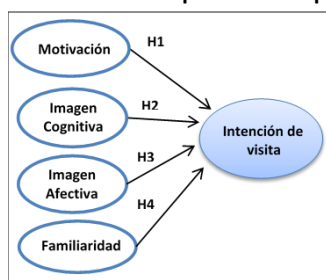 Motivación
H1
Imagen
Cognitiva
H2
Intención de
visita
Imagen
Afectiva
H3
H4
Familiaridad